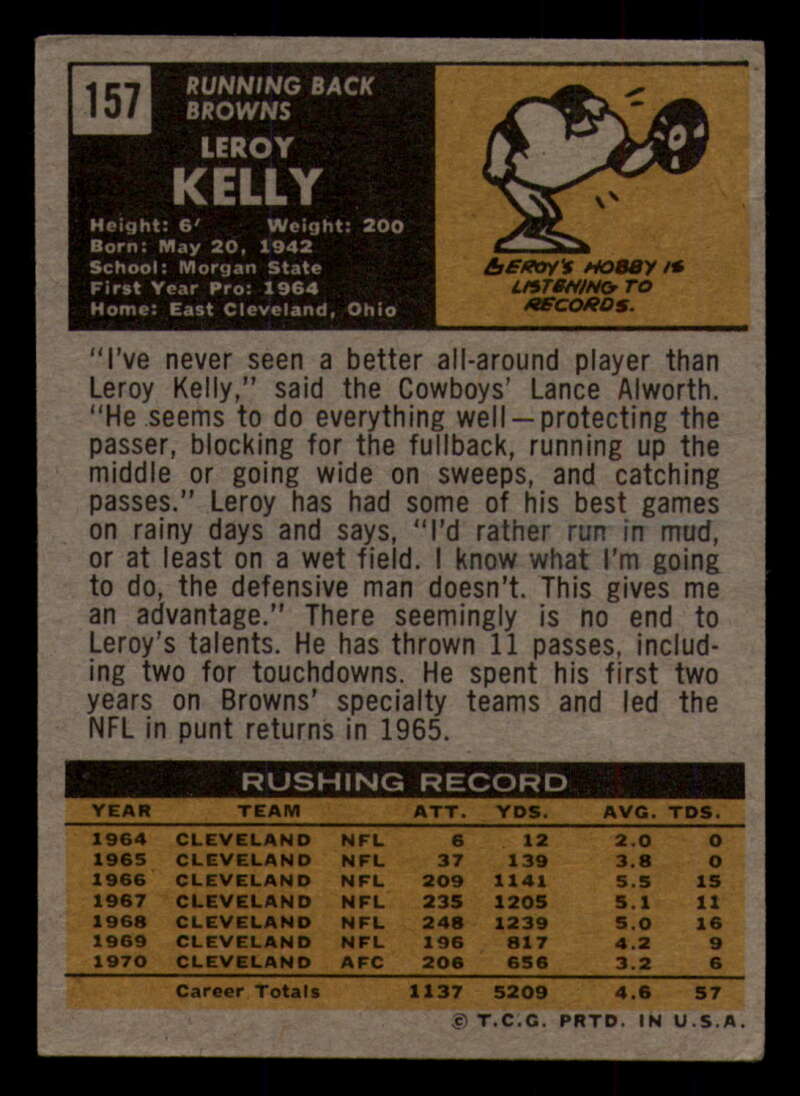 157
RUNNING BACK
BROWNS
LEROY
KELLY
Height: 6' Weight: 200
Born: May 20, 1942
School: Morgan State
First Year Pro: 1964
Home: East Cleveland, Ohio
LEROY'S HOBBY IS
LISTENING TO
RECORDS.
"I've never seen a better all-around player than
Leroy Kelly," said the Cowboys' Lance Alworth.
"He seems to do everything well—protecting the
passer, blocking for the fullback, running up the
middle or going wide on sweeps, and catching
passes." Leroy has had some of his best games
on rainy days and says, "I'd rather run in mud,
or at least on a wet field. I know what I'm going
to do, the defensive man doesn't. This gives me
an advantage." There seemingly is no end to
Leroy's talents. He has thrown 11 passes, includ-
ing two for touchdowns. He spent his first two
years on Browns' specialty teams and led the
NFL in punt returns in 1965.
RUSHING RECORD
YEAR TEAM ATT. YDS. AVG. TDS.
1964 CLEVELAND NFL 6 12 2.0 0
1965 CLEVELAND NFL 37 139 3.8 0
1966 CLEVELAND NFL 209 1141 5.5 15
1967 CLEVELAND NFL 235 1205 5.1 11
1968 CLEVELAND NFL 248 1239 5.0 16
1969 CLEVELAND NFL 196 817 4.2 9
1970 CLEVELAND AFC 206 656 3.2 6
Career Totals 1137 5209 4.6 57
© T.C.G. PRTD. IN U.S.A.